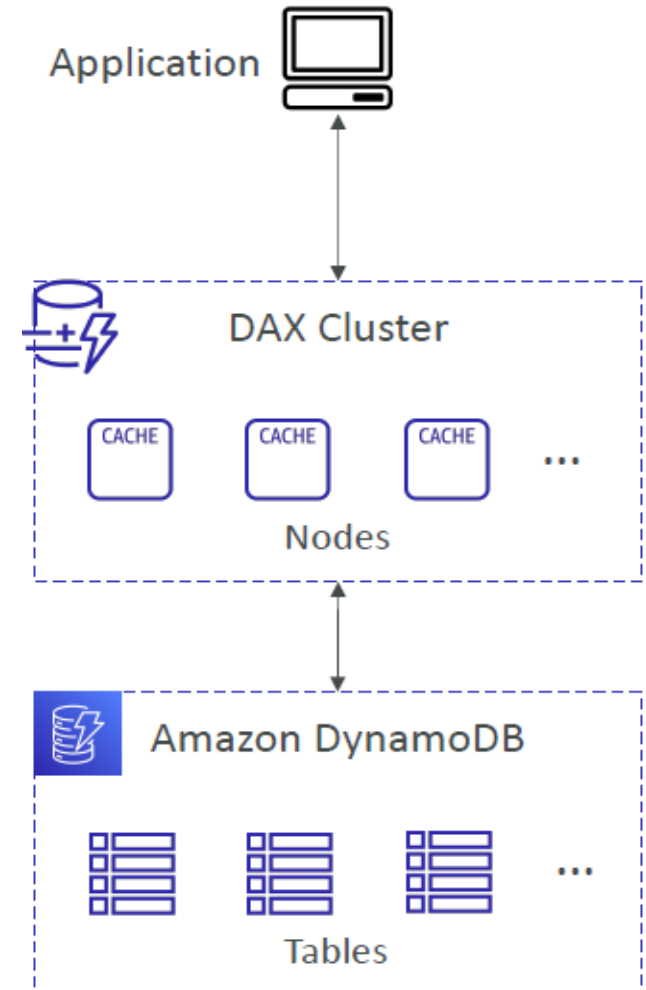 Application
DAX Cluster
CACHE CACHE CACHE ...
Nodes
Amazon DynamoDB
...
Tables